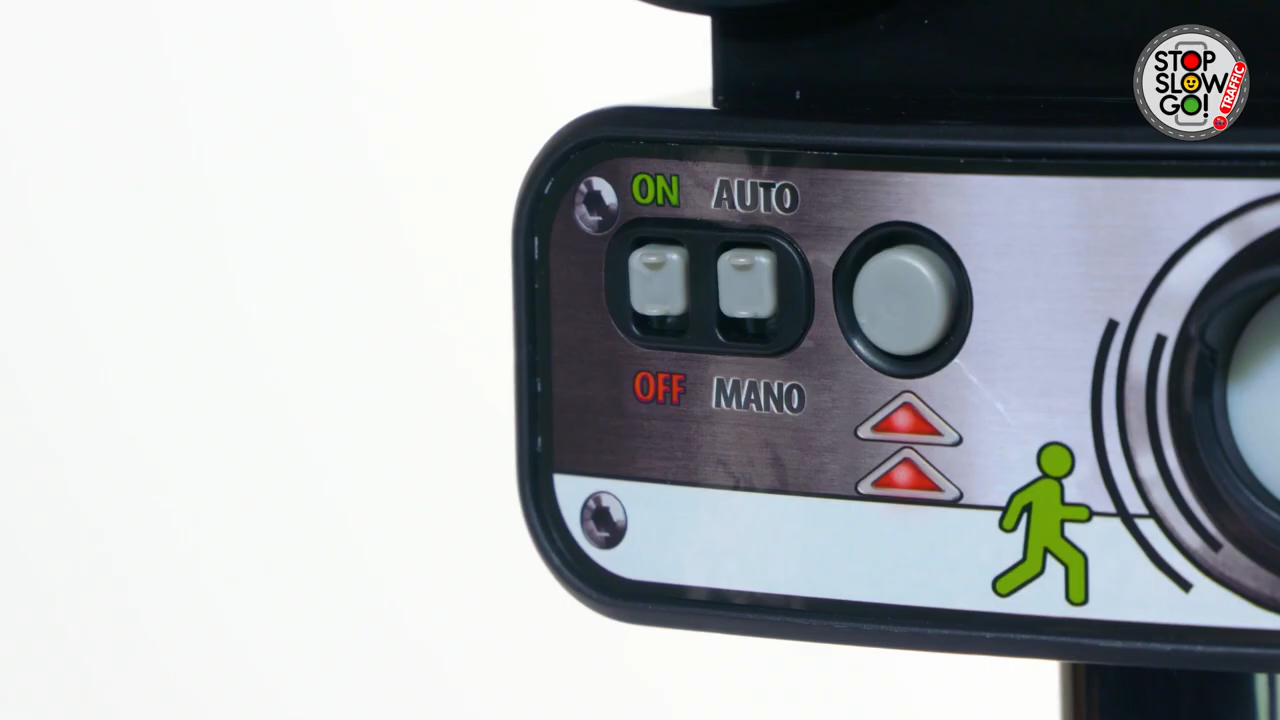 STOP
SLOW
GO!
TRAFFIC
ON AUTO
OFF MANO